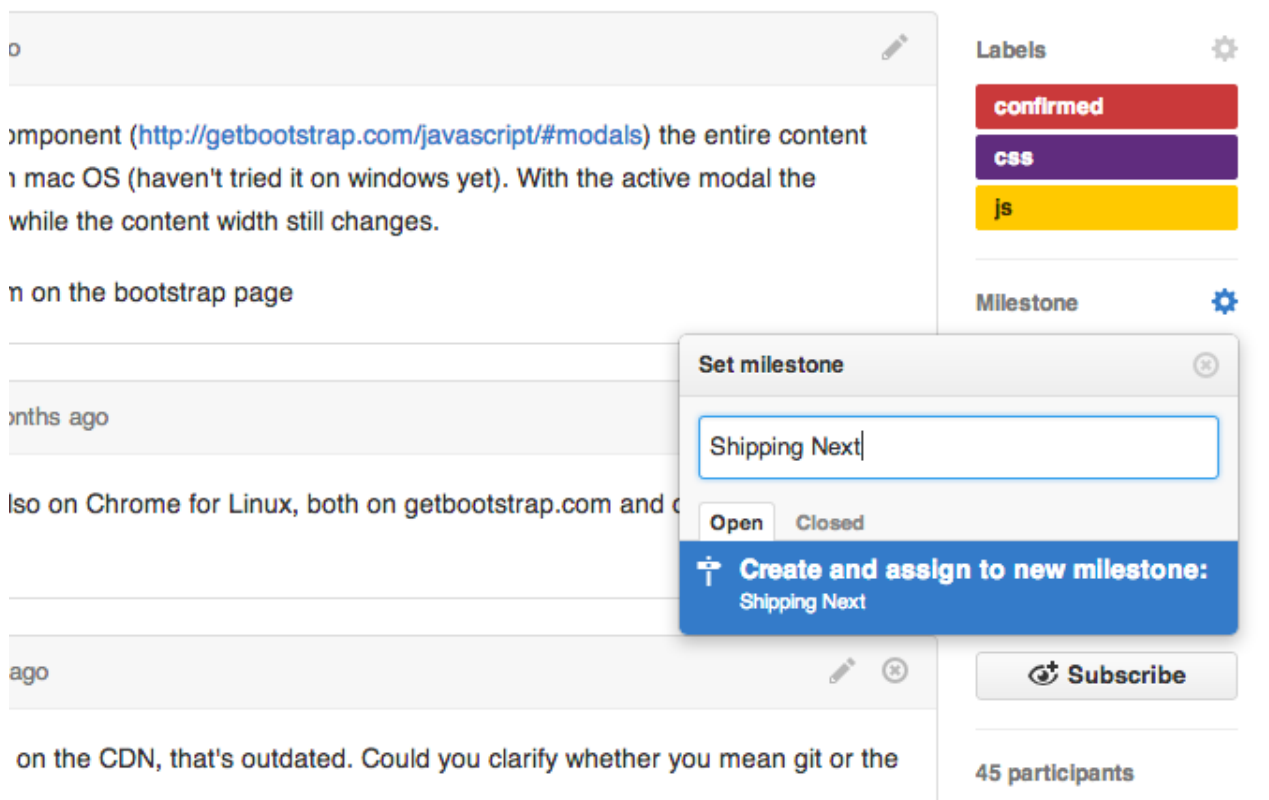 o
omponent (http://getbootstrap.com/javascript/#modals) the entire content
n mac OS (haven't tried it on windows yet). With the active modal the
while the content width still changes.
m on the bootstrap page
onths ago
lso on Chrome for Linux, both on getbootstrap.com and
ago
on the CDN, that's outdated. Could you clarify whether you mean git or the
Labels
confirmed
css
js
Milestone
Set milestone
Shipping Next
Open Closed
Create and assign to new milestone:
Shipping Next
Subscribe
45 participants